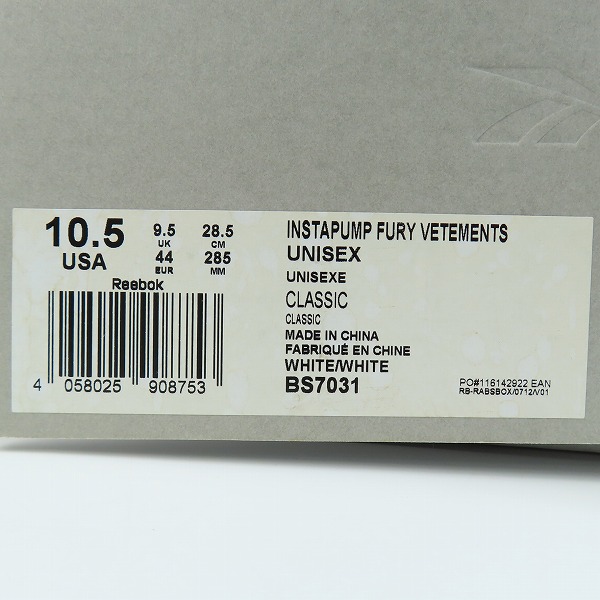 10.5
USA
9.5
UK
28.5
CM
44
EUR
285
MM
Reebok
4 058025 908753
INSTAPUMP FURY VETEMENTS
UNISEX
UNISEXE
CLASSIC
CLASSIC
MADE IN CHINA
FABRIQUÉ EN CHINE
WHITE/WHITE
BS7031
PO#116142922 EAN
RB-RABSBOX/0712/V01